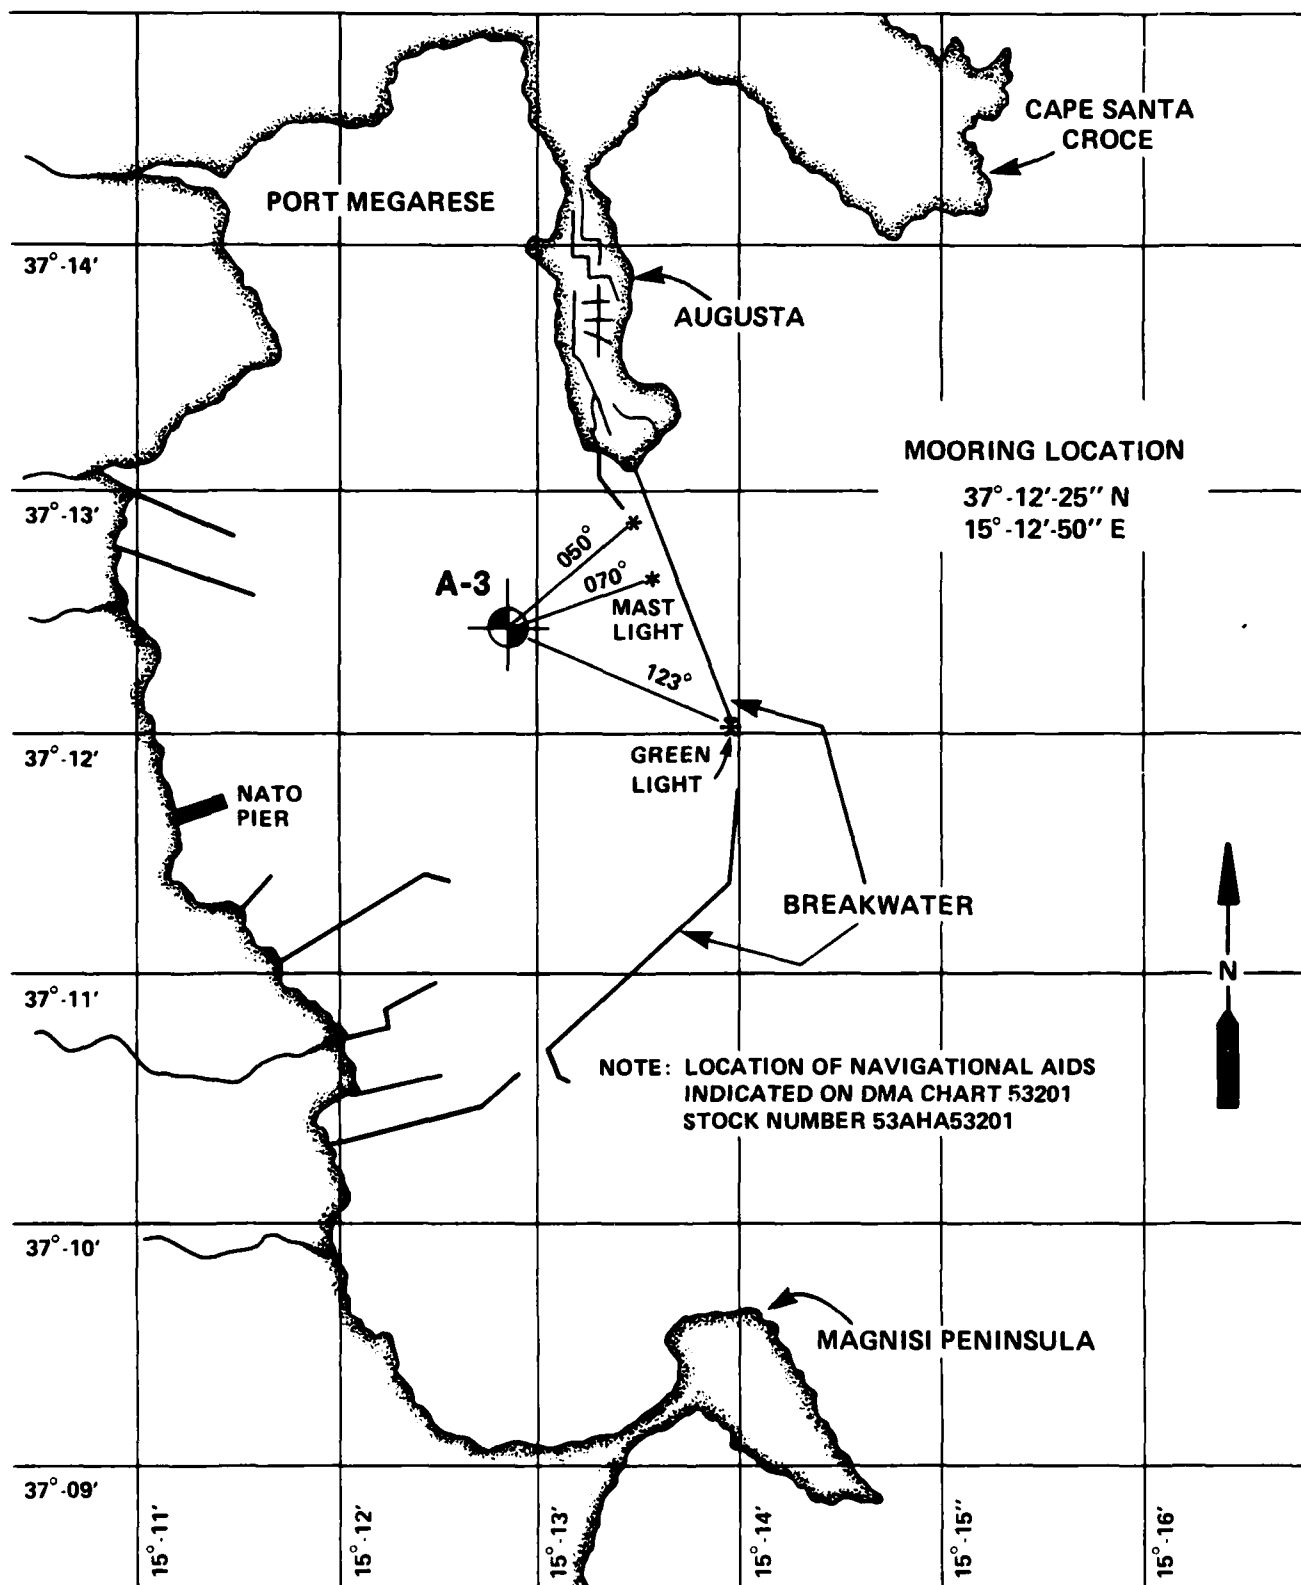 CAPE SANTA
CROCE
PORT MEGARESE
37°-14'
AUGUSTA
MOORING LOCATION
37°-12'-25" N
15°-12'-50" E
37°-13'
050°
A-3
070°
MAST
LIGHT
123°
37°-12'
GREEN
LIGHT
NATO
PIER
BREAKWATER
N
37°-11'
NOTE: LOCATION OF NAVIGATIONAL AIDS
INDICATED ON DMA CHART 53201
STOCK NUMBER 53AHA53201
37°-10'
MAGNISI PENINSULA
37°-09'
15°-11'
15°-12'
15°-13'
15°-14'
15°-15"
15°-16'